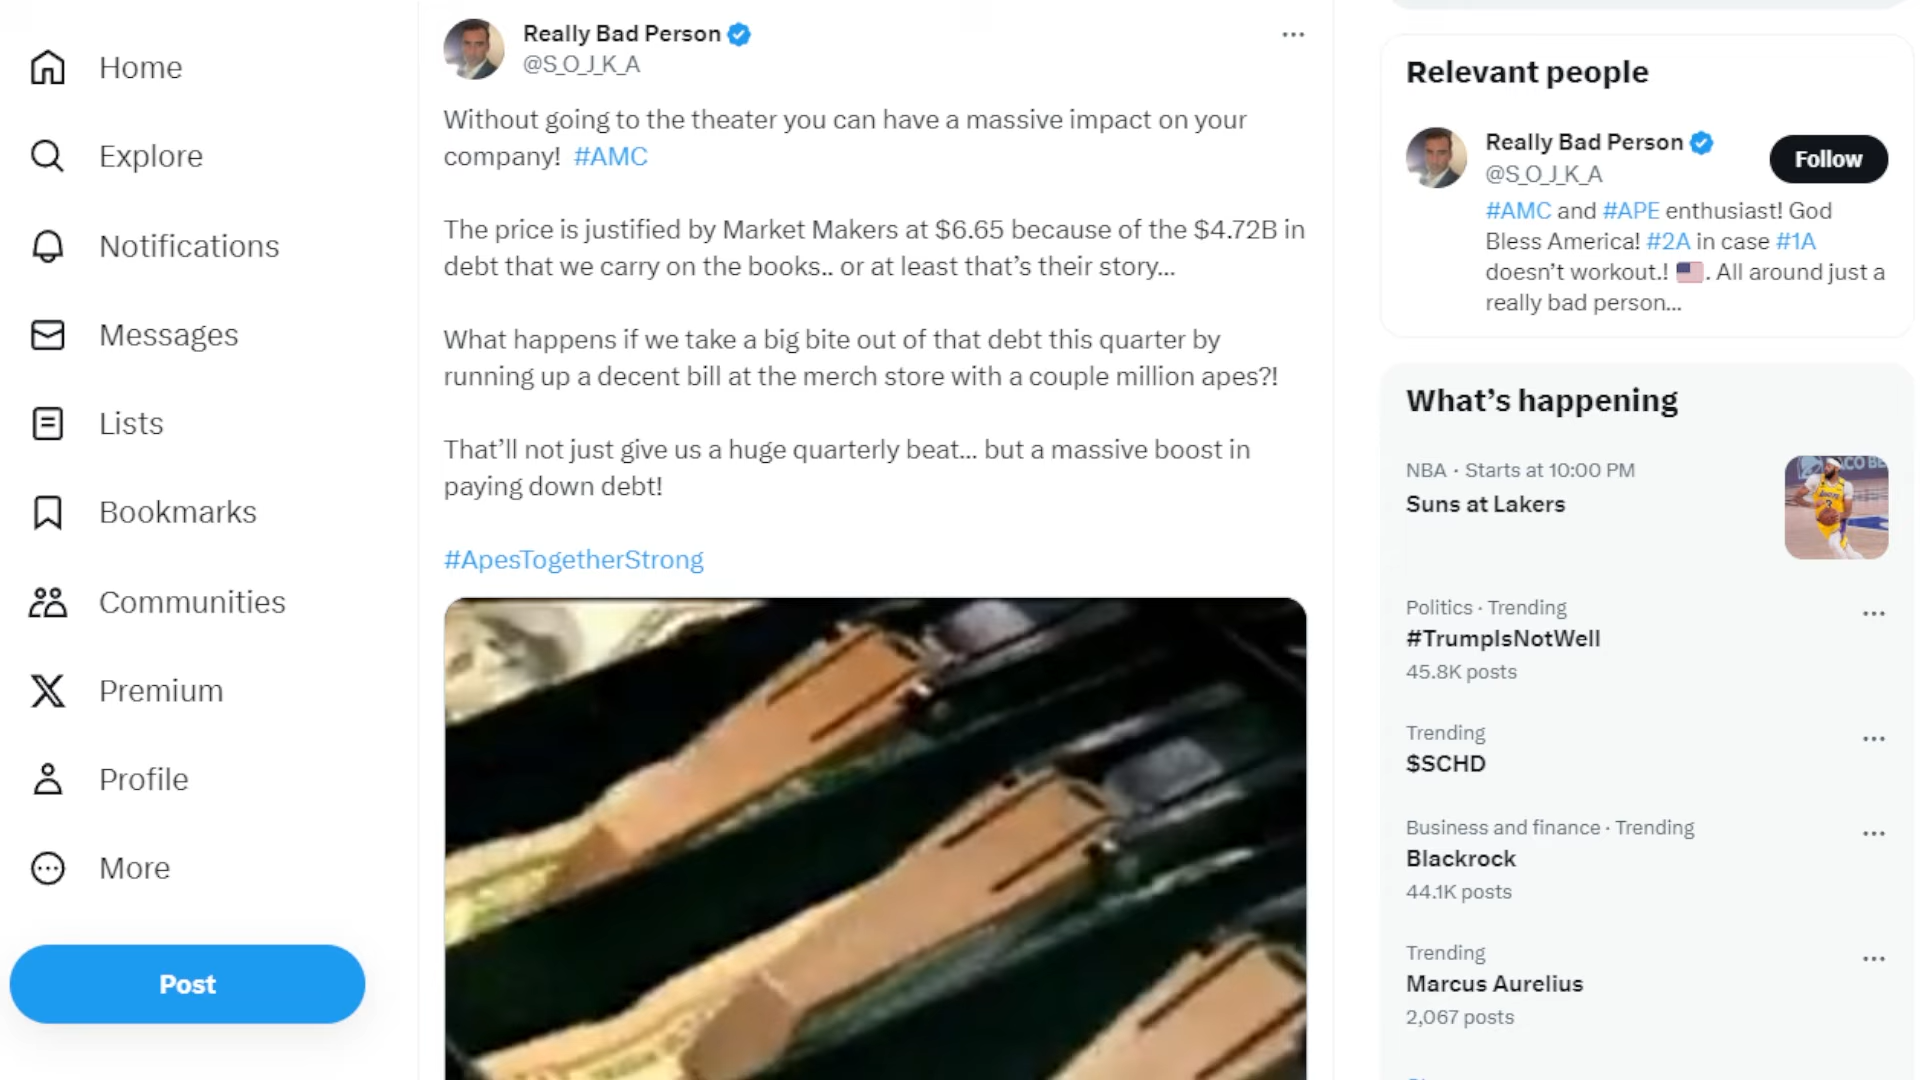 Home
Explore
Notifications
Messages
Lists
Bookmarks
Communities
Premium
Profile
More
Post
Really Bad Person
@S_O_J_K_A
Without going to the theater you can have a massive impact on your
company! #AMC
The price is justified by Market Makers at $6.65 because of the $4.72B in
debt that we carry on the books.. or at least that’s their story...
What happens if we take a big bite out of that debt this quarter by
running up a decent bill at the merch store with a couple million apes?!
That’ll not just give us a huge quarterly beat... but a massive boost in
paying down debt!
#ApesTogetherStrong
Relevant people
Really Bad Person
@S_O_J_K_A
Follow
#AMC and #APE enthusiast! God
Bless America! #2A in case #1A
doesn’t workout.! 🇺🇸. All around just a
really bad person...
What’s happening
NBA · Starts at 10:00 PM
Suns at Lakers
Politics · Trending
#TrumpIsNotWell
45.8K posts
Trending
$SCHD
Business and finance · Trending
Blackrock
44.1K posts
Trending
Marcus Aurelius
2,067 posts